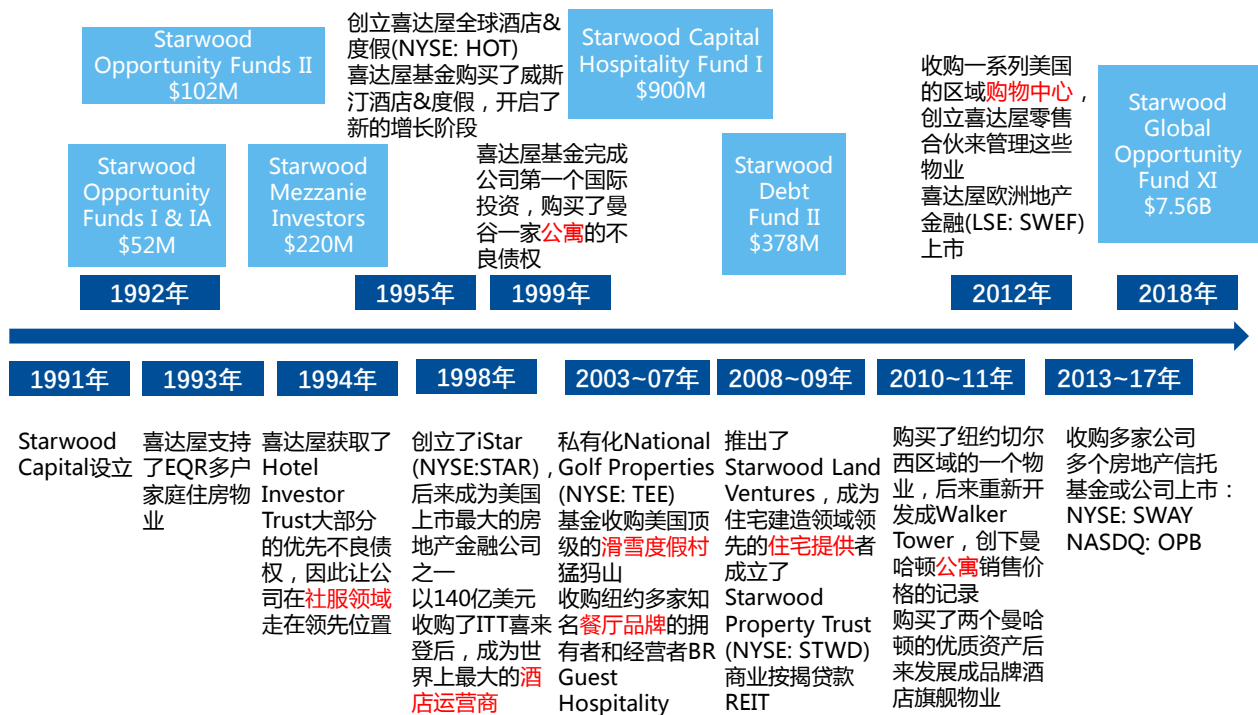 Starwood
Opportunity Funds II
$102M
Starwood
Opportunity
Funds I & IA
$52M
Starwood
Mezzanie
Investors
$220M
创立喜达屋全球酒店&
度假(NYSE: HOT)
喜达屋基金购买了威斯
汀酒店&度假，开启了
新的增长阶段
喜达屋基金完成
公司第一个国际
投资，购买了曼
谷一家公寓的不
良债权
Starwood Capital
Hospitality Fund I
$900M
Starwood
Debt
Fund II
$378M
收购一系列美国
的区域购物中心，
创立喜达屋零售
合伙来管理这些
物业
喜达屋欧洲地产
金融(LSE: SWEF)
上市
Starwood
Global
Opportunity
Fund XI
$7.56B
1992年
1995年
1999年
2012年
2018年
1991年
1993年
1994年
1998年
2003~07年
2008~09年
2010~11年
2013~17年
Starwood
Capital设立
喜达屋支持
了EQR多户
家庭住房物
业
喜达屋获取了
Hotel
Investor
Trust大部分
的优先不良债
权，因此让公
司在社服领域
走在领先位置
创立了iStar
(NYSE:STAR)，
后来成为美国
上市最大的房
地产金融公司
之一
以140亿美元
收购了ITT喜来
登后，成为世
界上最大的酒
店运营商
私有化National
Golf Properties
(NYSE: TEE)
基金收购美国顶
级的滑雪度假村
猛犸山
收购纽约多家知
名餐厅品牌的拥
有者和经营者BR
Guest
Hospitality
推出了
Starwood Land
Ventures，成为
住宅建造领域领
先的住宅提供者
成立了
Starwood
Property Trust
(NYSE: STWD)
商业按揭贷款
REIT
购买了纽约切尔
西区域的一个物
业，后来重新开
发成Walker
Tower，创下曼
哈顿公寓销售价
格的记录
购买了两个曼哈
顿的优质资产后
来发展成品牌酒
店旗舰物业
收购多家公司
多个房地产信托
基金或公司上市：
NYSE: SWAY
NASDQ: OPB